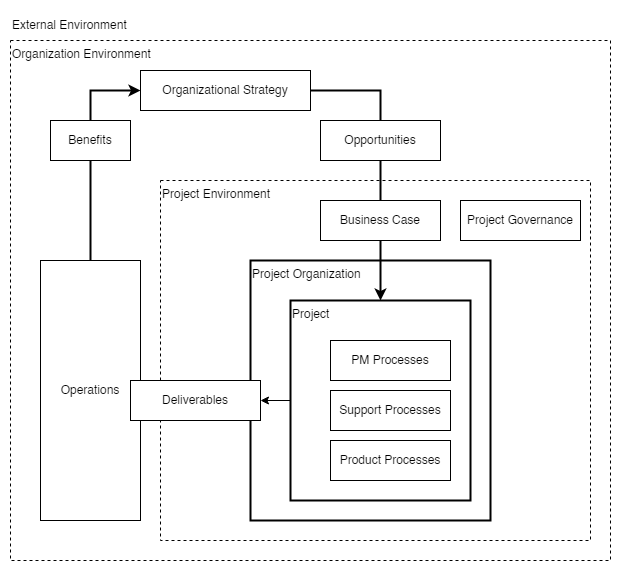 External Environment
Organization Environment
Organizational Strategy
Benefits
Opportunities
Project Environment
Business Case
Project Governance
Project Organization
Project
PM Processes
Operations
Deliverables
Support Processes
Product Processes